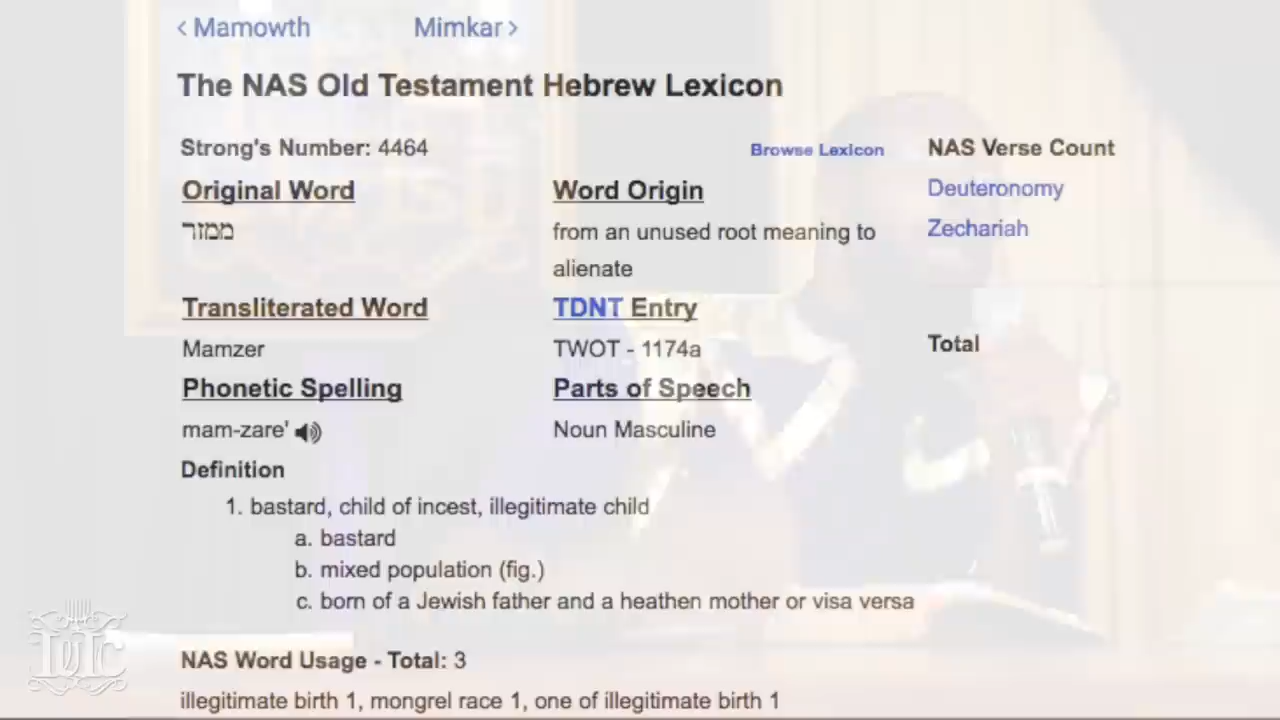 < Mamowth Mimkar >
The NAS Old Testament Hebrew Lexicon
Strong's Number: 4464 Browse Lexicon NAS Verse Count
Original Word Word Origin Deuteronomy
ממזר from an unused root meaning to Zechariah
alienate
Transliterated Word TDNT Entry
Mamzer TWOT - 1174a Total
Phonetic Spelling Parts of Speech
mam-zare' Noun Masculine
Definition
1. bastard, child of incest, illegitimate child
a. bastard
b. mixed population (fig.)
c. born of a Jewish father and a heathen mother or visa versa
NAS Word Usage - Total: 3
illegitimate birth 1, mongrel race 1, one of illegitimate birth 1
IUIC